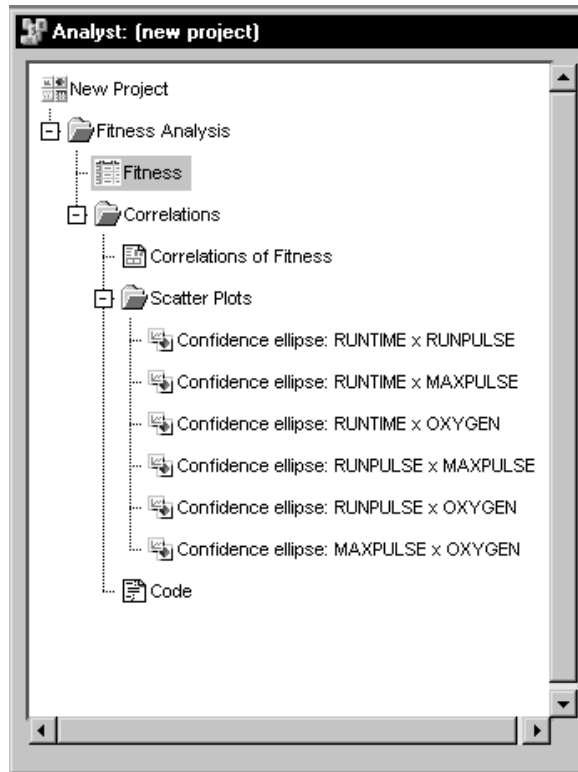 Analyst: (new project)
New Project
Fitness Analysis
Fitness
Correlations
Correlations of Fitness
Scatter Plots
Confidence ellipse: RUNTIME x RUNPULSE
Confidence ellipse: RUNTIME x MAXPULSE
Confidence ellipse: RUNTIME x OXYGEN
Confidence ellipse: RUNPULSE x MAXPULSE
Confidence ellipse: RUNPULSE x OXYGEN
Confidence ellipse: MAXPULSE x OXYGEN
Code